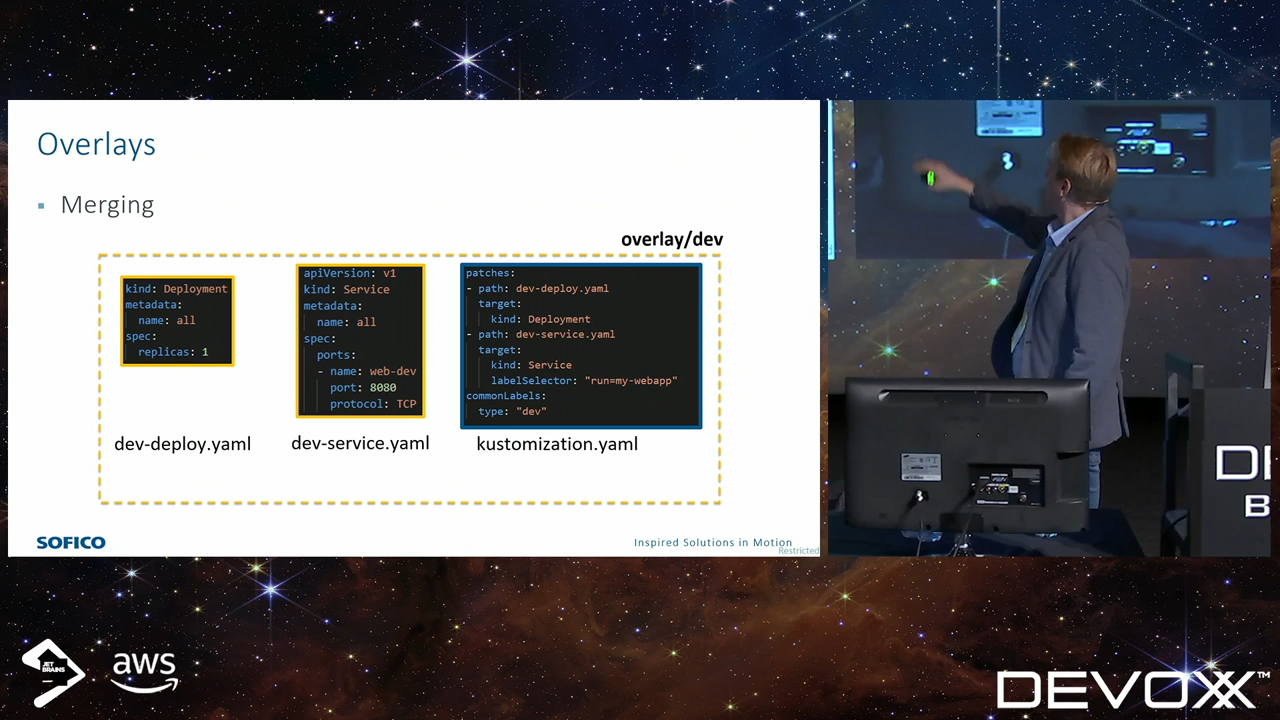 Overlays
Merging
overlay/dev
kind: Deployment
metadata:
name: all
spec:
replicas: 1
dev-deploy.yaml
apiVersion: v1
kind: Service
metadata:
name: all
spec:
ports:
- name: web-dev
port: 8080
protocol: TCP
dev-service.yaml
patches:
- path: dev-deploy.yaml
target:
kind: Deployment
- path: dev-service.yaml
target:
kind: Service
labelSelector: "run=my-webapp"
commonLabels:
type: "dev"
kustomization.yaml
SOFICO
Inspired Solutions in Motion
Restricted
JET
BRAINS
aws
DEVOXX™